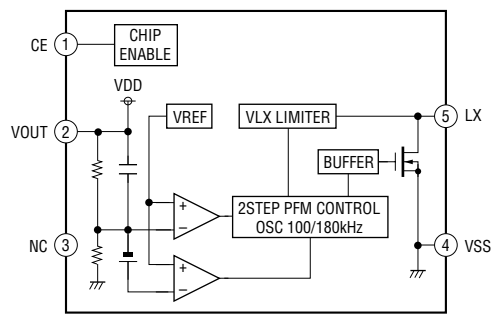 CE 1
CHIP
ENABLE
VDD
VOUT 2
VREF
VLX LIMITER
5 LX
BUFFER
+
−
2STEP PFM CONTROL
OSC 100/180kHz
NC 3
4 VSS
+
−